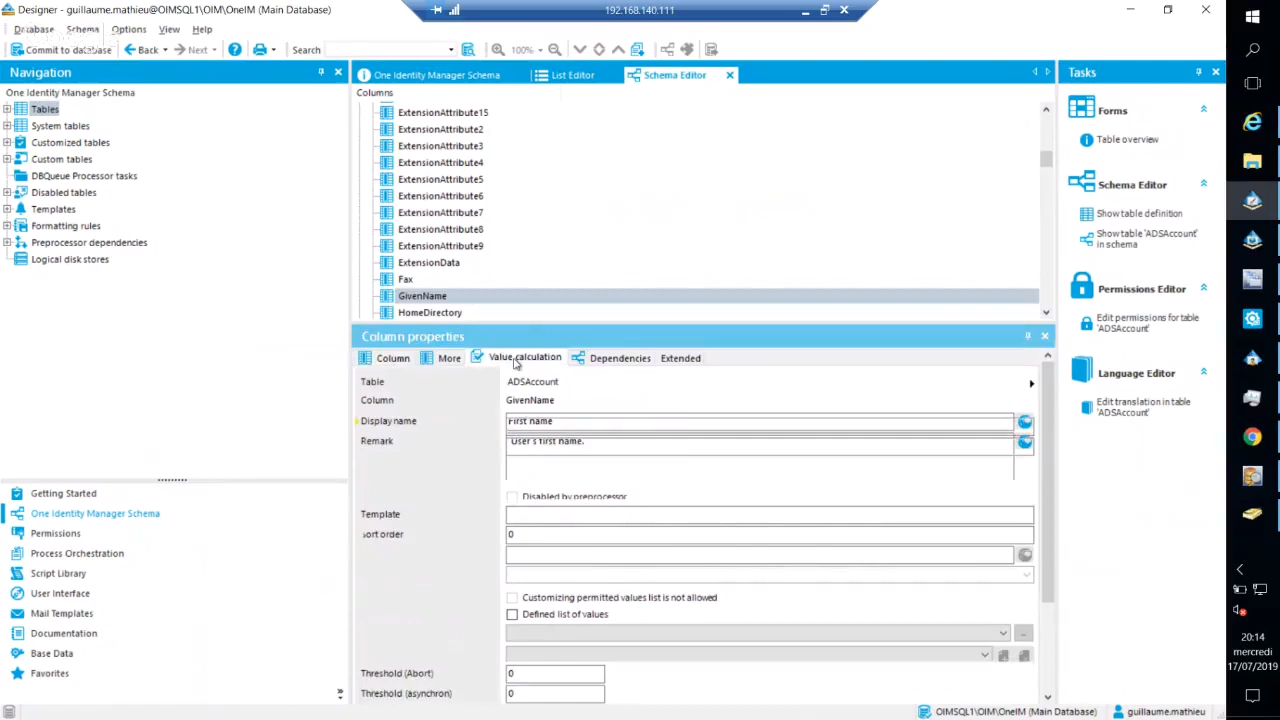 Designer - guillaume.mathieu@OIMSQL1\OIM\OneIM (Main Database)
192.168.140.111
Database Schema Options View Help
Commit to database Back Next Search 100%
Navigation
One Identity Manager Schema
Tables
System tables
Customized tables
Custom tables
DBQueue Processor tasks
Disabled tables
Templates
Formatting rules
Preprocessor dependencies
Logical disk stores
Getting Started
One Identity Manager Schema
Permissions
Process Orchestration
Script Library
User Interface
Mail Templates
Documentation
Base Data
Favorites
One Identity Manager Schema List Editor Schema Editor
Columns
ExtensionAttribute15
ExtensionAttribute2
ExtensionAttribute3
ExtensionAttribute4
ExtensionAttribute5
ExtensionAttribute6
ExtensionAttribute7
ExtensionAttribute8
ExtensionAttribute9
ExtensionData
Fax
GivenName
HomeDirectory
Column properties
Column More Value calculation Dependencies Extended
Table ADSAccount
Column GivenName
Display name First name
Remark User's first name.
Disabled by preprocessor
Template
ort order 0
Customizing permitted values list is not allowed
Defined list of values
Threshold (Abort) 0
Threshold (asynchron) 0
Tasks
Forms
Table overview
Schema Editor
Show table definition
Show table 'ADSAccount'
in schema
Permissions Editor
Edit permissions for table
'ADSAccount'
Language Editor
Edit translation in table
'ADSAccount'
OIMSQL1\OIM\OneIM (Main Database) guillaume.mathieu
20:14
mercredi
17/07/2019